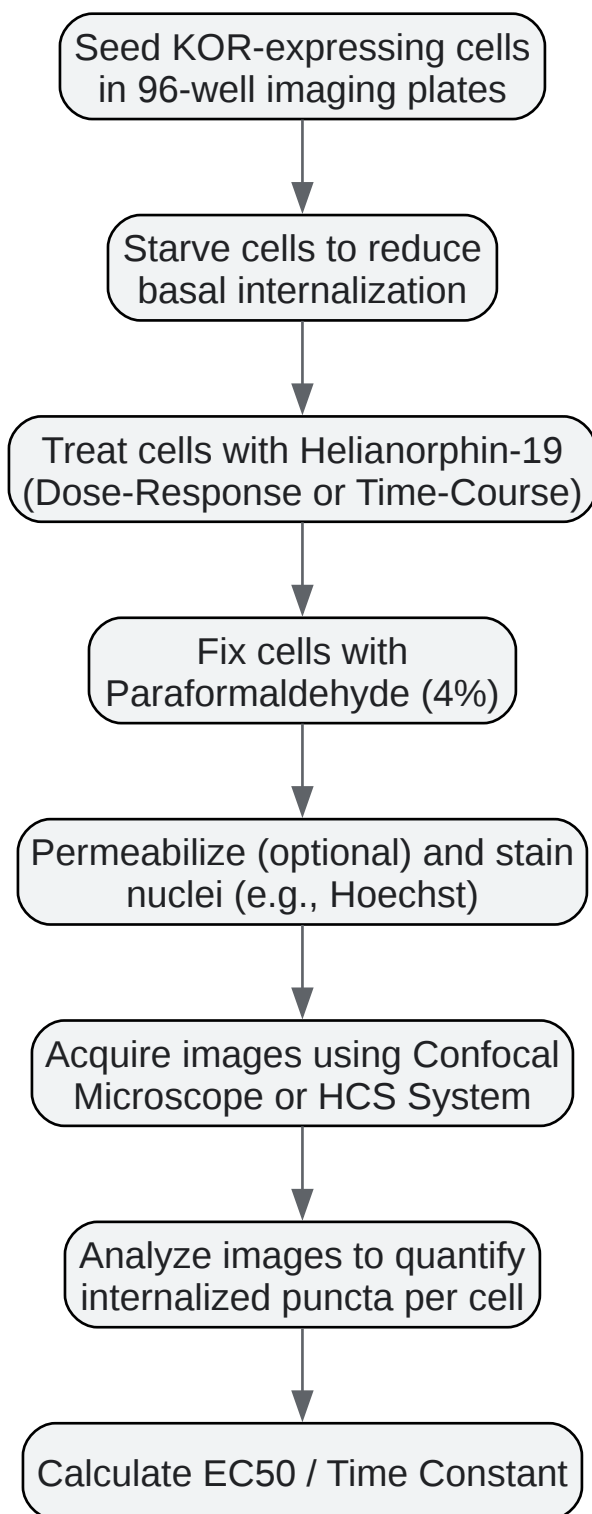 Seed KOR-expressing cells
in 96-well imaging plates
Starve cells to reduce
basal internalization
Treat cells with Helianorphin-19
(Dose-Response or Time-Course)
Fix cells with
Paraformaldehyde (4%)
Permeabilize (optional) and stain
nuclei (e.g., Hoechst)
Acquire images using Confocal
Microscope or HCS System
Analyze images to quantify
internalized puncta per cell
Calculate EC50 / Time Constant